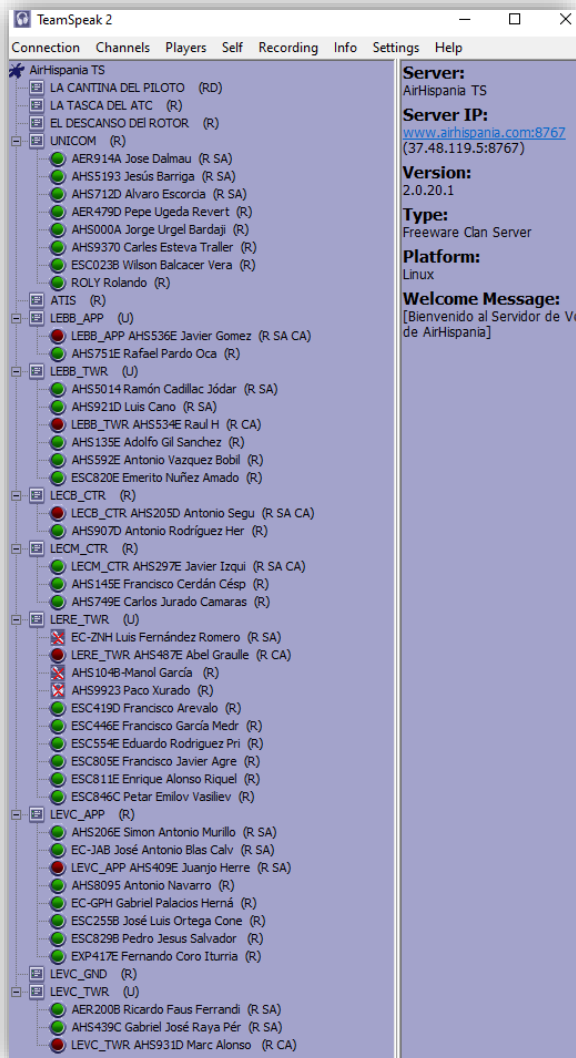 TeamSpeak 2
Connection Channels Players Self Recording Info Settings Help
AirHispania TS
LA CANTINA DEL PILOTO (RD)
LA TASCA DEL ATC (R)
EL DESCANSO DEl ROTOR (R)
UNICOM (R)
AER914A Jose Dalmau (R SA)
AHS5193 Jesús Barriga (R SA)
AHS712D Alvaro Escorcia (R SA)
AER479D Pepe Ugeda Revert (R)
AHS000A Jorge Urgel Bardaji (R)
AHS9370 Carles Esteva Traller (R)
ESC023B Wilson Balcacer Vera (R)
ROLY Rolando (R)
ATIS (R)
LEBB_APP (U)
LEBB_APP AHS536E Javier Gomez (R SA CA)
AHS751E Rafael Pardo Oca (R)
LEBB_TWR (U)
AHS5014 Ramón Cadillac Jódar (R SA)
AHS921D Luis Cano (R SA)
LEBB_TWR AHS534E Raul H (R CA)
AHS135E Adolfo Gil Sanchez (R)
AHS592E Antonio Vazquez Bobil (R)
ESC820E Emerito Nuñez Amado (R)
LECB_CTR (R)
LECB_CTR AHS205D Antonio Segu (R SA CA)
AHS907D Antonio Rodríguez Her (R)
LECM_CTR (R)
LECM_CTR AHS297E Javier Izqui (R SA CA)
AHS145E Francisco Cerdán Césp (R)
AHS749E Carlos Jurado Camaras (R)
LERE_TWR (U)
EC-ZNH Luis Fernández Romero (R SA)
LERE_TWR AHS487E Abel Graulle (R CA)
AHS104B-Manol García (R)
AHS9923 Paco Xurado (R)
ESC419D Francisco Arevalo (R)
ESC446E Francisco García Medr (R)
ESC554E Eduardo Rodriguez Pri (R)
ESC805E Francisco Javier Agre (R)
ESC811E Enrique Alonso Riquel (R)
ESC846C Petar Emilov Vasiliev (R)
LEVC_APP (R)
AHS206E Simon Antonio Murillo (R SA)
EC-JAB José Antonio Blas Calv (R SA)
LEVC_APP AHS409E Juanjo Herre (R SA)
AHS8095 Antonio Navarro (R)
EC-GPH Gabriel Palacios Herná (R)
ESC255B José Luis Ortega Cone (R)
ESC829B Pedro Jesus Salvador (R)
EXP417E Fernando Coro Iturria (R)
LEVC_GND (R)
LEVC_TWR (U)
AER200B Ricardo Faus Ferrandi (R SA)
AHS439C Gabriel José Raya Pér (R SA)
LEVC_TWR AHS931D Marc Alonso (R CA)
Server:
AirHispania TS
Server IP:
www.airhispania.com:8767
(37.48.119.5:8767)
Version:
2.0.20.1
Type:
Freeware Clan Server
Platform:
Linux
Welcome Message:
[Bienvenido al Servidor de Vo
de AirHispania]